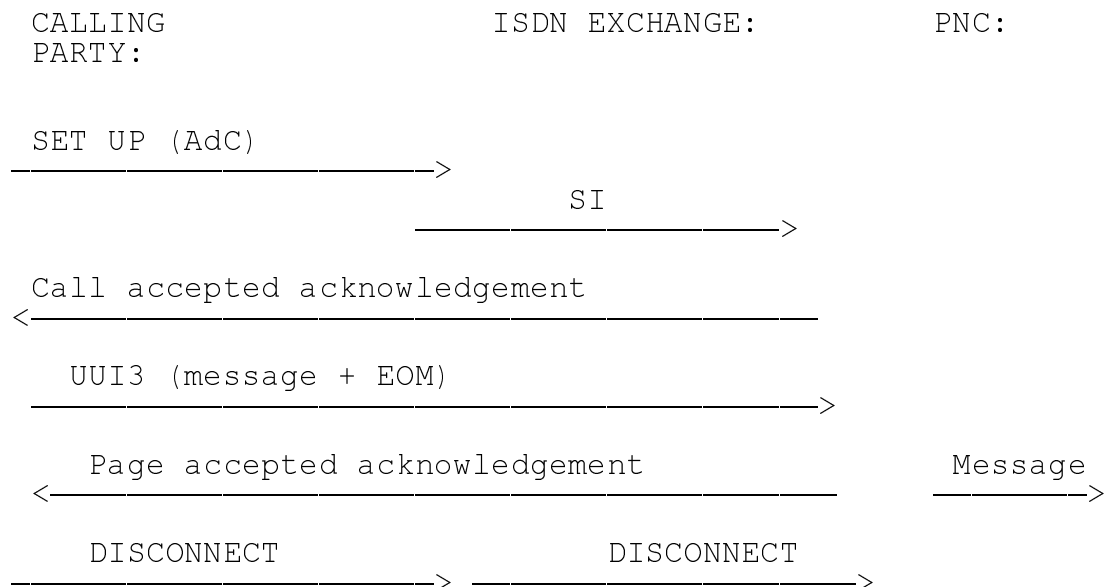 CALLING ISDN EXCHANGE: PNC:
PARTY:
SET UP (AdC)
SI
Call accepted acknowledgement
UUI3 (message + EOM)
Page accepted acknowledgement Message
DISCONNECT DISCONNECT